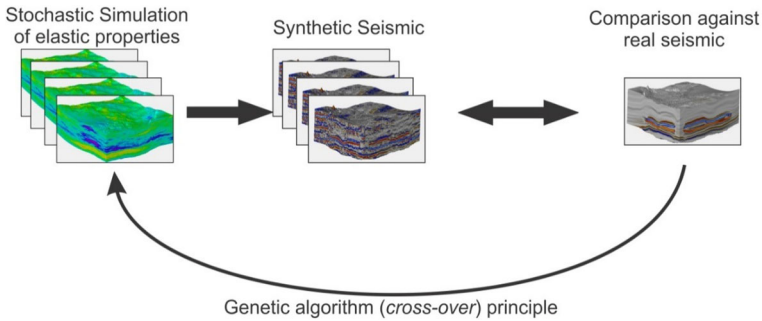 Stochastic Simulation
of elastic properties
Synthetic Seismic
Comparison against
real seismic
Genetic algorithm (cross-over) principle